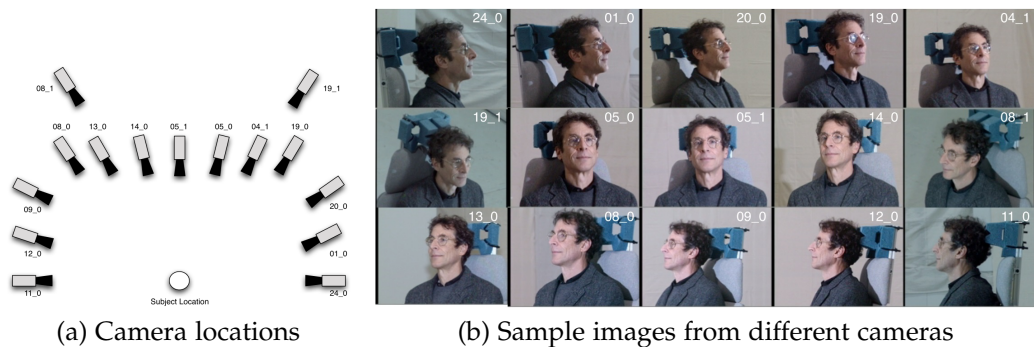 08_1
19_1
08_0 13_0 14_0 05_1 05_0 04_1 19_0
09_0
20_0
12_0
01_0
11_0
24_0
Subject Location
24_0 01_0 20_0 19_0 04_1
19_1 05_0 05_1 14_0 08_1
13_0 08_0 09_0 12_0 11_0
(a) Camera locations
(b) Sample images from different cameras